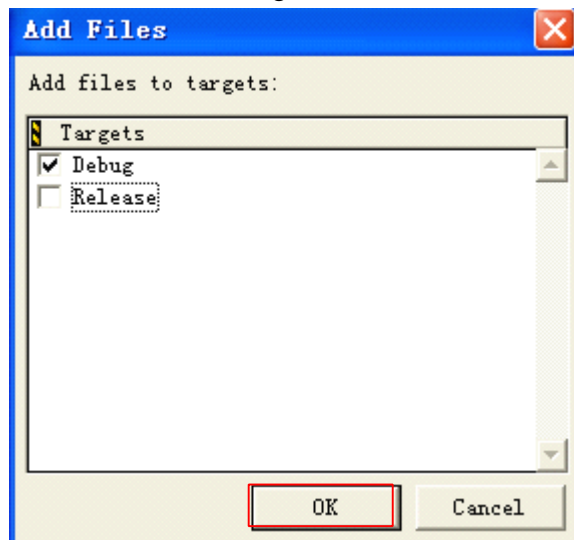 Add Files
Add files to targets:
Targets
Debug
Release
OK
Cancel